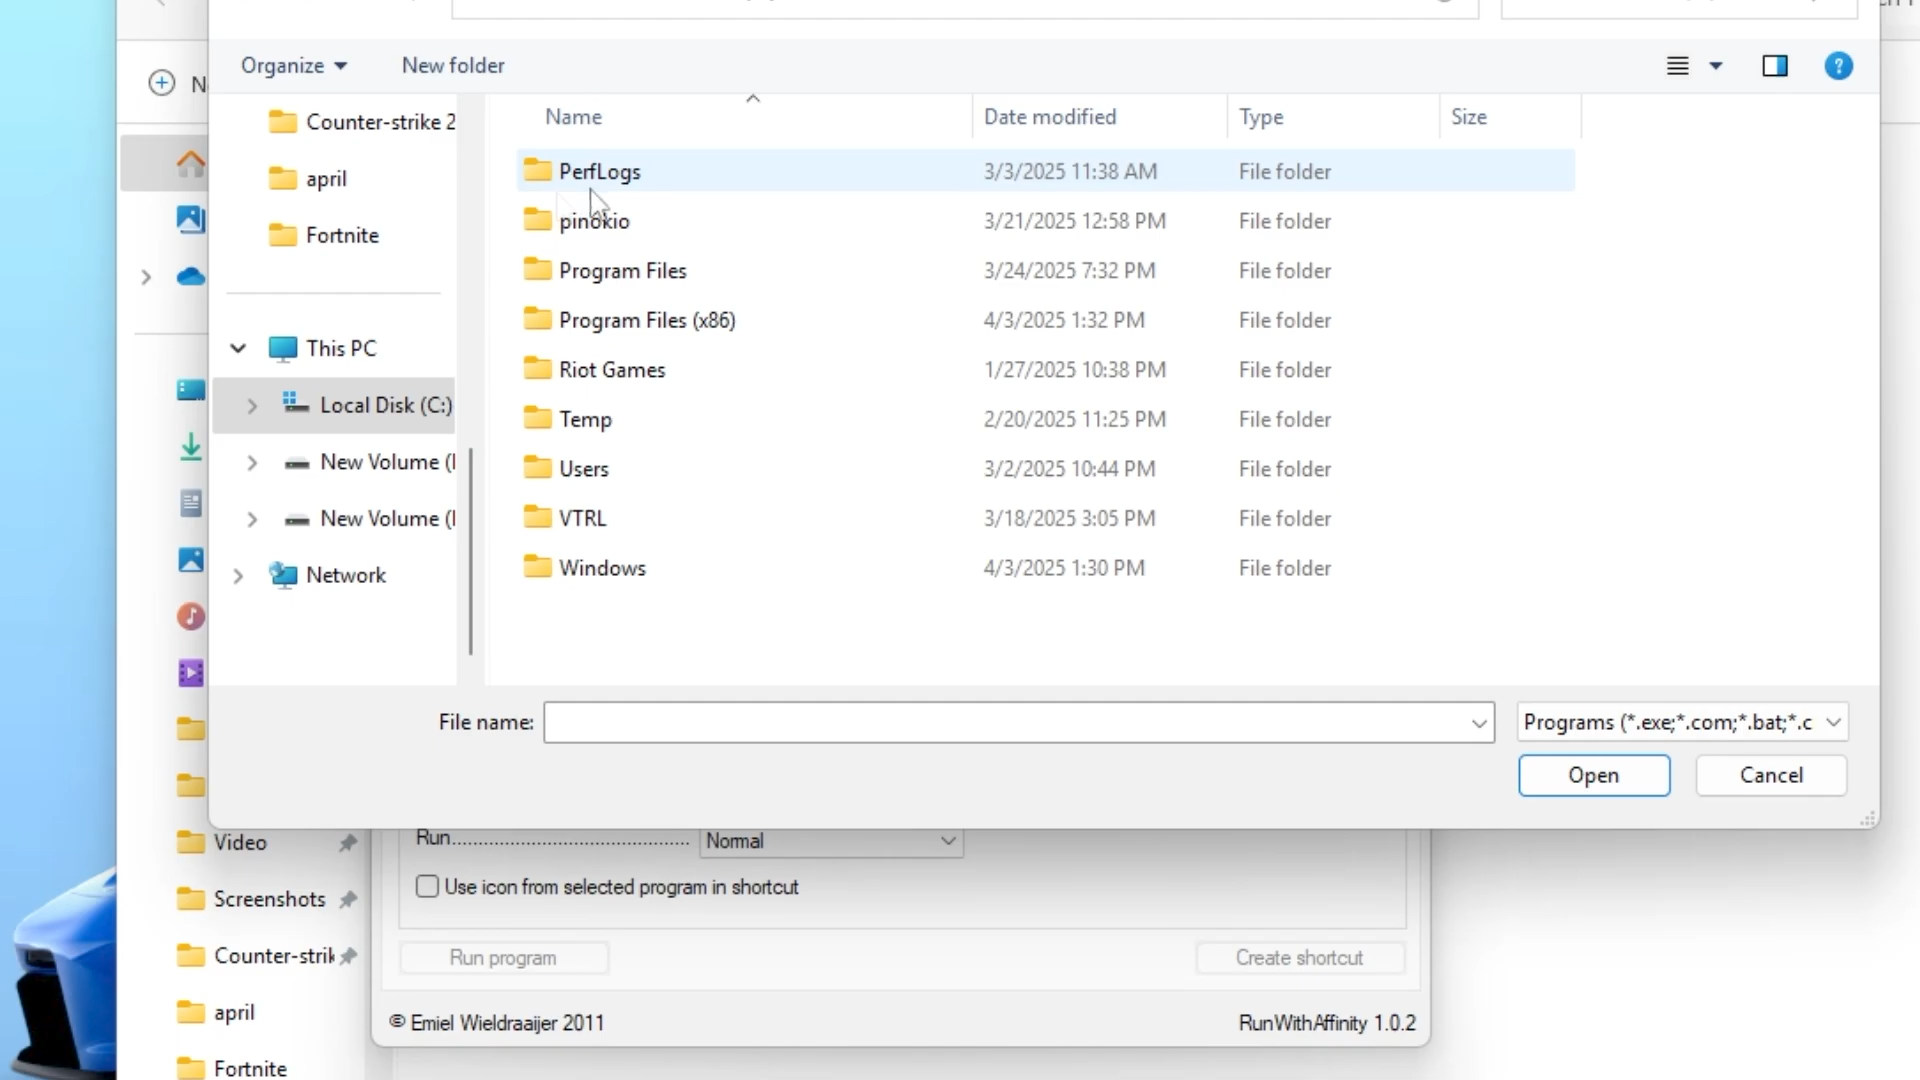 Organize
New folder
N
Name
Date modified
Type
Size
Counter-strike 2
april
Fortnite
This PC
Local Disk (C:)
New Volume (
New Volume (
Network
PerfLogs 3/3/2025 11:38 AM File folder
pinokio 3/21/2025 12:58 PM File folder
Program Files 3/24/2025 7:32 PM File folder
Program Files (x86) 4/3/2025 1:32 PM File folder
Riot Games 1/27/2025 10:38 PM File folder
Temp 2/20/2025 11:25 PM File folder
Users 3/2/2025 10:44 PM File folder
VTRL 3/18/2025 3:05 PM File folder
Windows 4/3/2025 1:30 PM File folder
File name:
Programs (*.exe;*.com;*.bat;*.c
Open
Cancel
Video
Screenshots
Counter-strik
april
Fortnite
Run........................................ Normal
Use icon from selected program in shortcut
Run program
Create shortcut
© Emiel Wieldraaijer 2011
RunWithAffinity 1.0.2